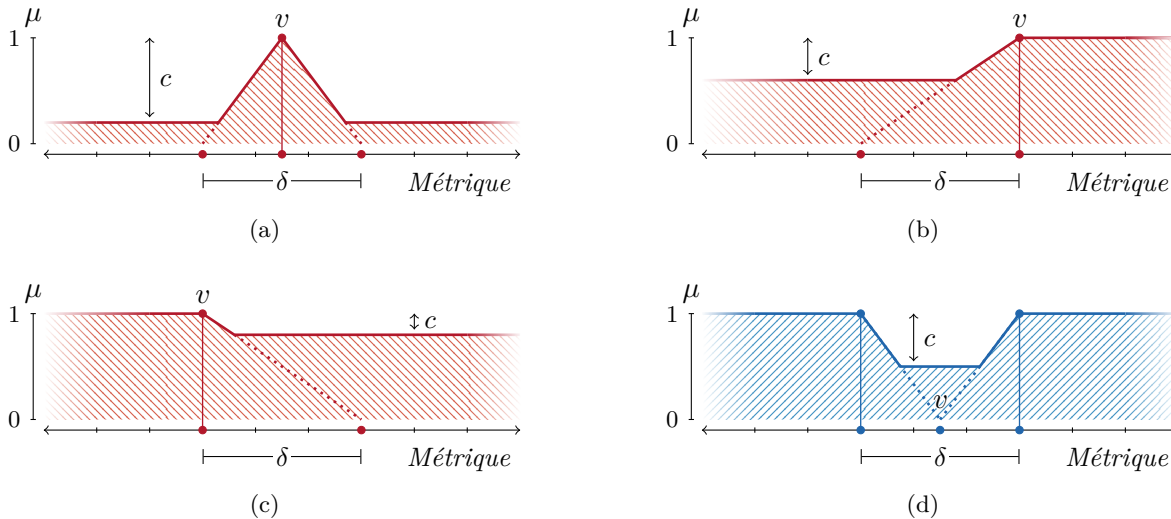 μ
v
1
c
0
δ
Métrique
(a)
μ
v
1
c
0
δ
Métrique
(b)
μ
v
1
c
0
δ
Métrique
(c)
μ
1
c
v
0
δ
Métrique
(d)